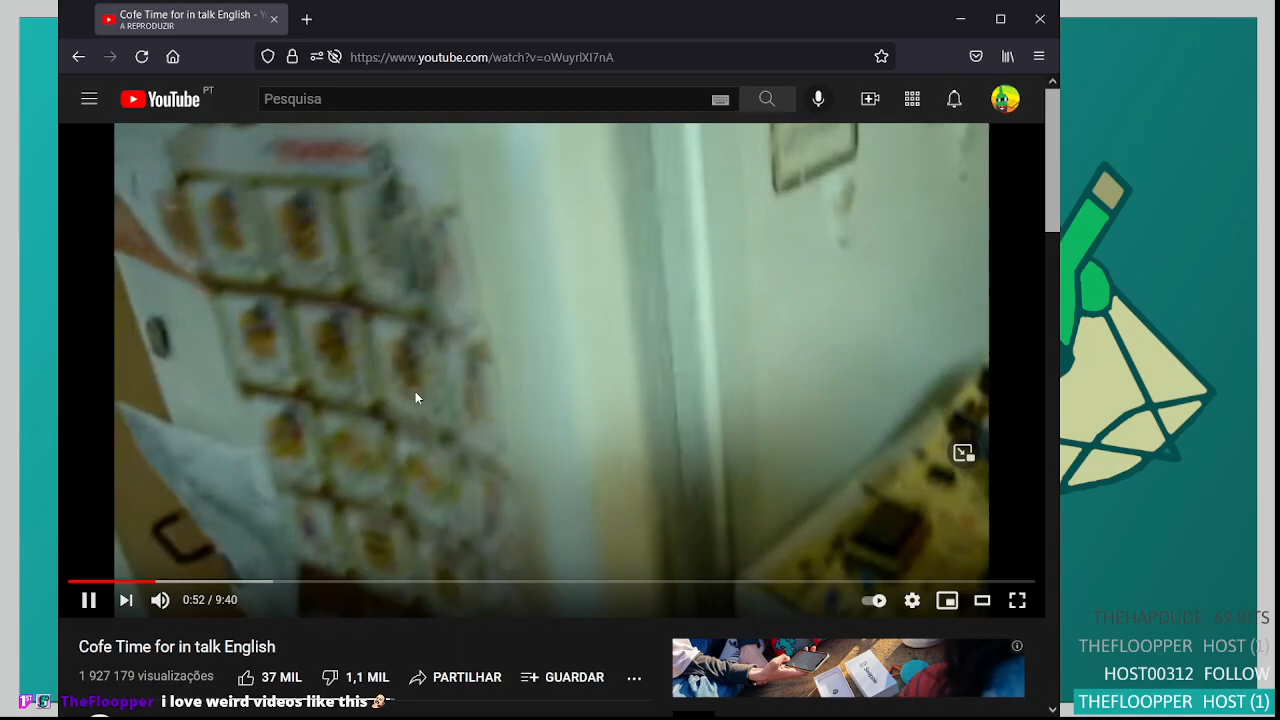 Cofe Time for in talk English - Y
A REPRODUZIR
https://www.youtube.com/watch?v=oWuyrlXI7nA
YouTube PT
Pesquisa
0:52 / 9:40
Cofe Time for in talk English
1 927 179 visualizações
37 MIL
1,1 MIL
PARTILHAR
GUARDAR
TheFloopper i love weird videos like this
THEHAPDUDE 69 BITS
THEFLOOPPER HOST (1)
HOST00312 FOLLOW
THEFLOOPPER HOST (1)